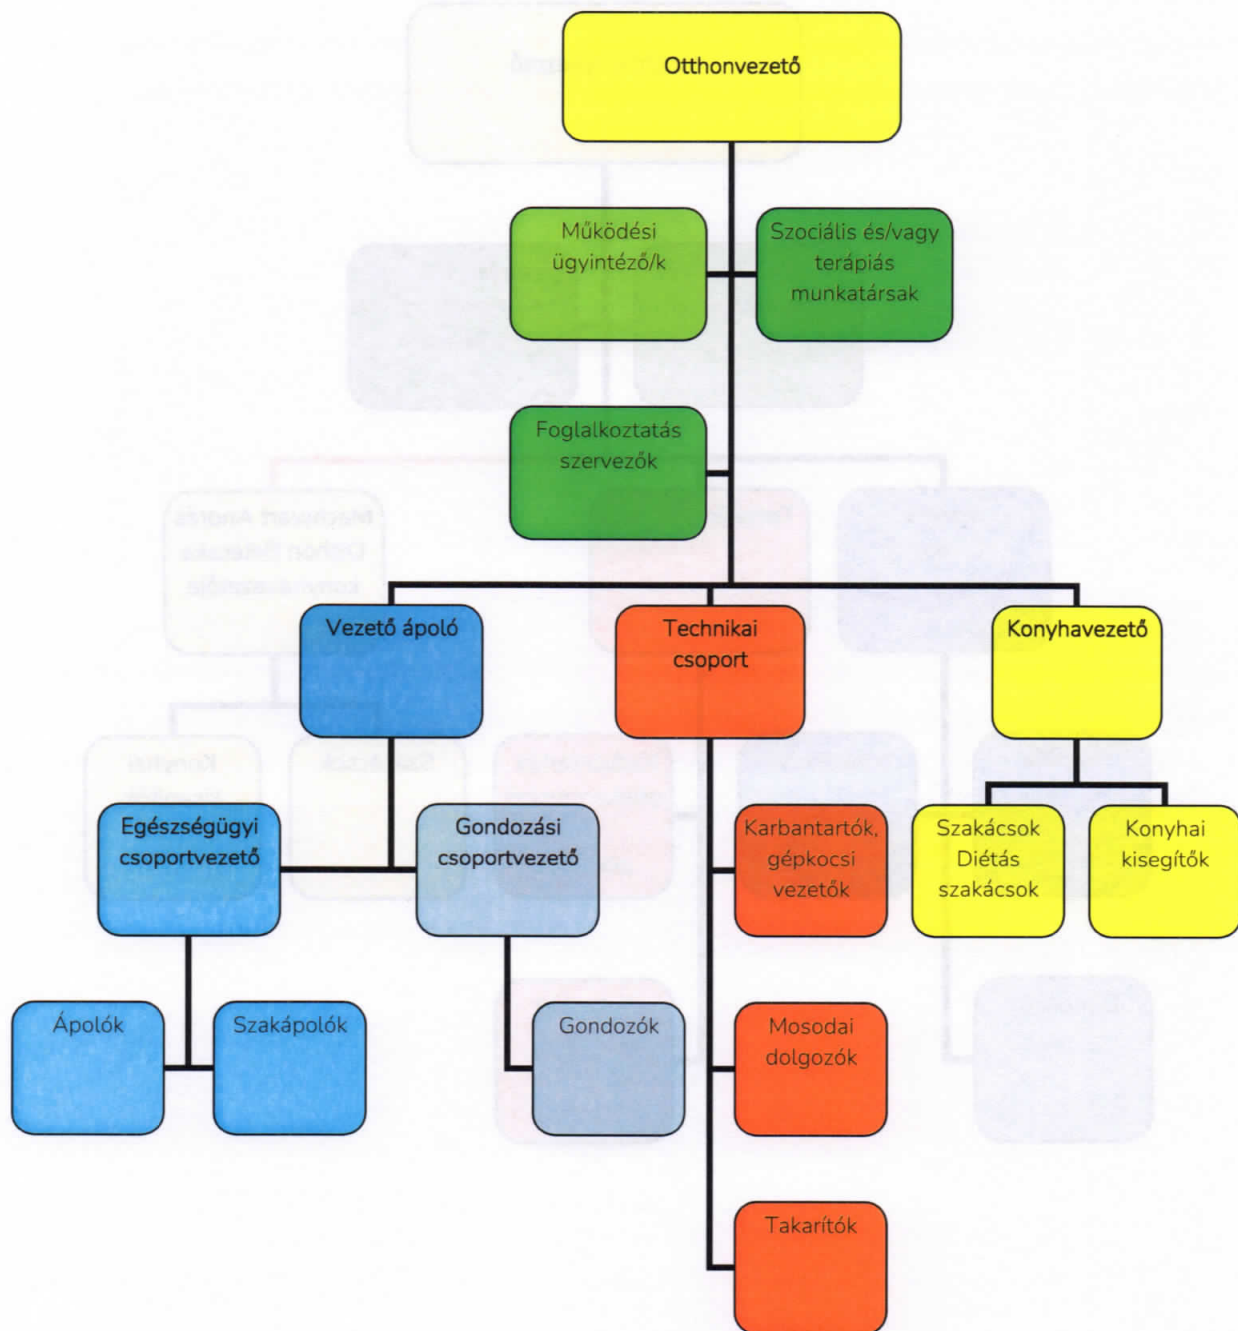 Otthonvezető
Működési
ügyintéző/k
Szociális és/vagy
terápiás
munkatársak
Foglalkoztatás
szervezők
Vezető ápoló
Technikai
csoport
Konyhavezető
Egészségügyi
csoportvezető
Gondozási
csoportvezető
Karbantartók,
gépkocsi
vezetők
Szakácsok
Diétás
szakácsok
Konyhai
kisegítők
Ápolók
Szakápolók
Gondozók
Mosodai
dolgozók
Takarítók